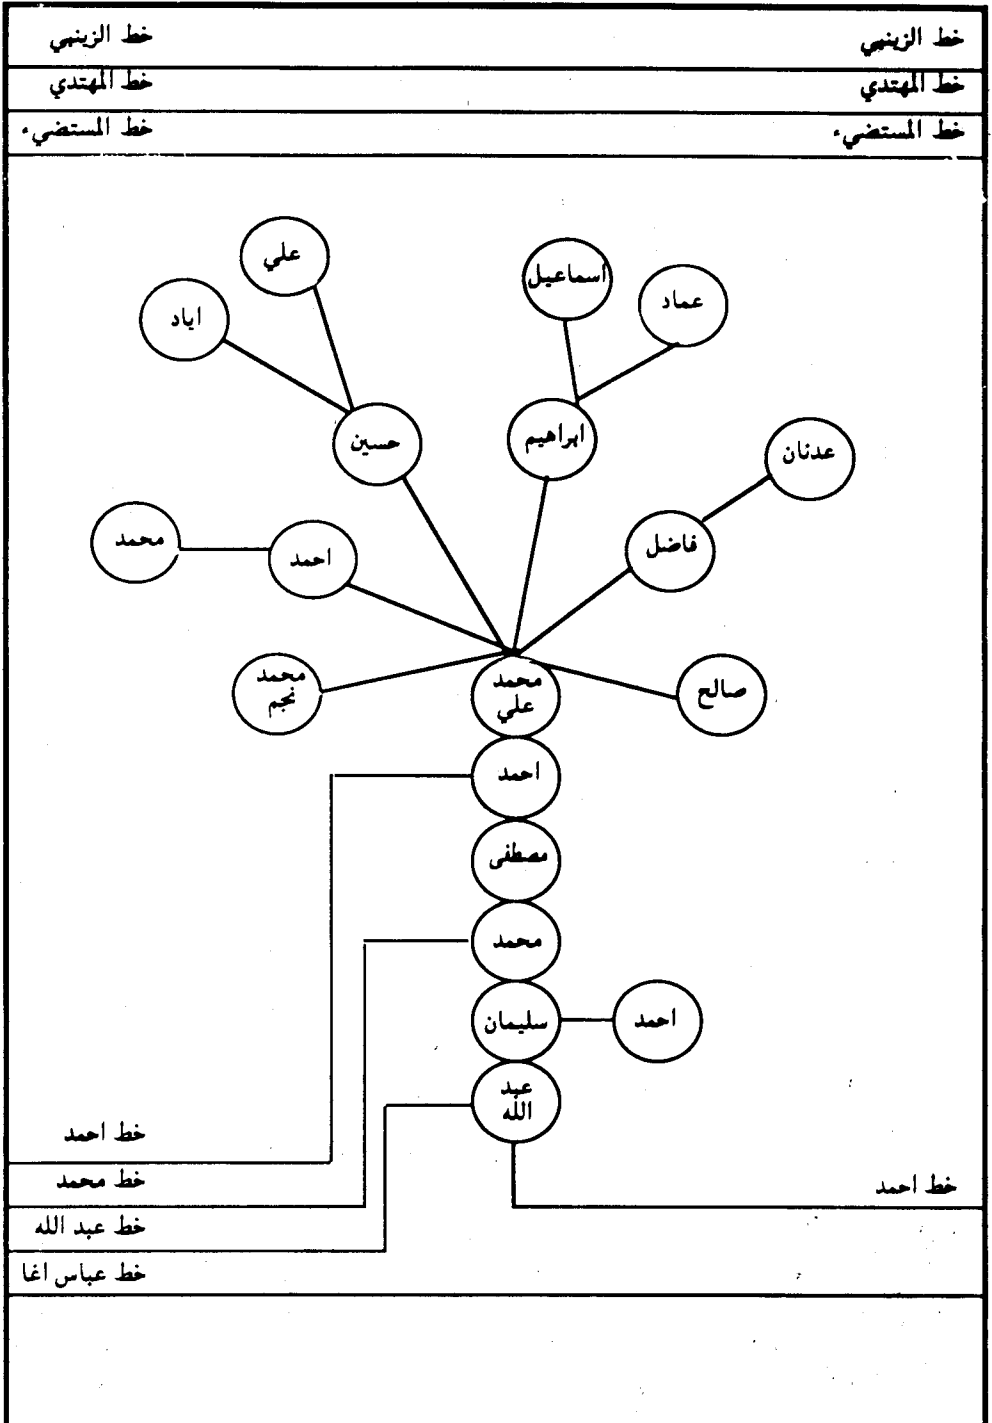 خط الزينبي
خط الزينبي
خط المهتدي
خط المهتدي
خط المستضيء
خط المستضيء
اسماعيل
علي
عماد
اياد
ابراهيم
حسين
عدنان
فاضل
احمد
محمد
صالح
محمد
علي
محمد
نجم
احمد
مصطفى
محمد
احمد
سليمان
عبد
الله
خط احمد
خط احمد
خط محمد
خط عبد الله
خط عباس اغا